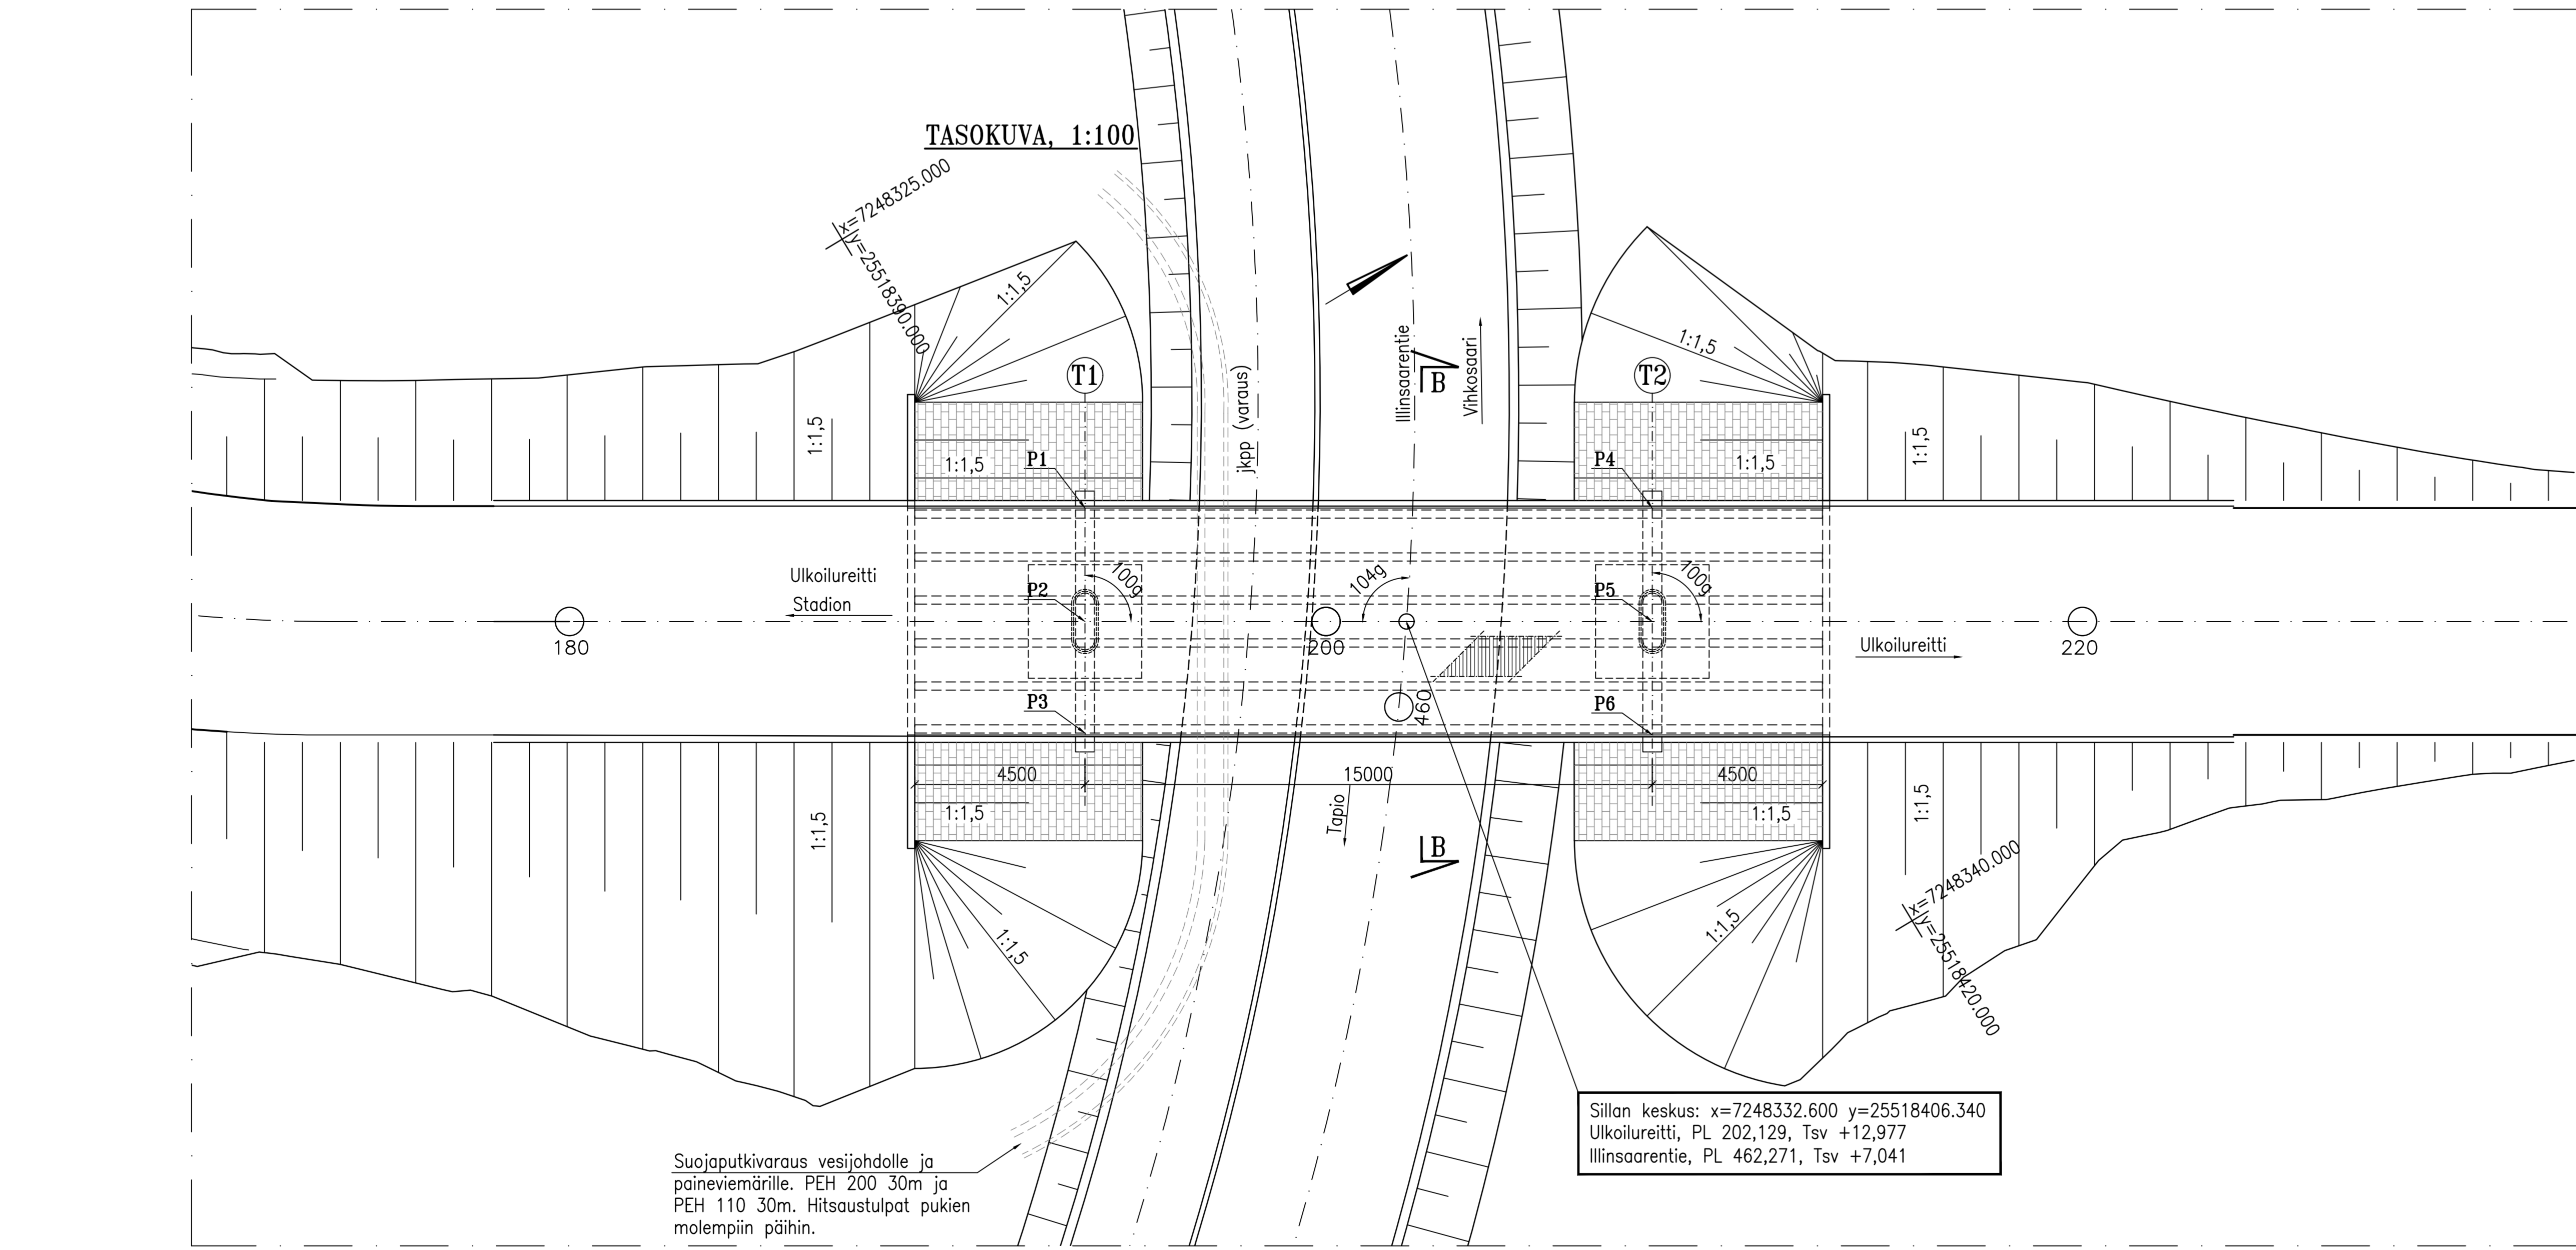 TASOKUVA, 1:100
x=7248325.000
y=25518390.000
1:1,5
1:1,5
T1
T2
1:1,5
1:1,5
1:1,5
1:1,5
1:1,5
P1
P4
jkpp (varaus)
Illinsaarentie
Vihkosaari
B
Ulkoilureitti
Stadion
P2
100g
104g
P5
100g
180
200
460
220
Ulkoilureitti
P3
P6
4500
15000
4500
1:1,5
1:1,5
1:1,5
1:1,5
Tapio
B
1:1,5
1:1,5
x=7248340.000
y=25518420.000
Sillan keskus: x=7248332.600 y=25518406.340
Ulkoilureitti, PL 202,129, Tsv +12,977
Illinsaarentie, PL 462,271, Tsv +7,041
Suojaputkivaraus vesijohdolle ja
paineviemärille. PEH 200 30m ja
PEH 110 30m. Hitsaustulpat pukien
molempiin päihin.